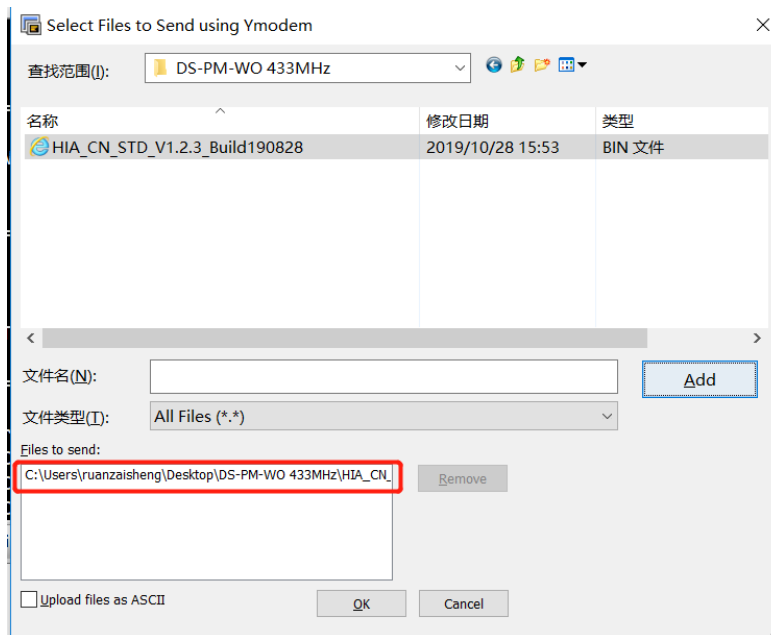 Select Files to Send using Ymodem
查找范围(I): DS-PM-WO 433MHz
名称 修改日期 类型
HIA_CN_STD_V1.2.3_Build190828 2019/10/28 15:53 BIN 文件
文件名(N): Add
文件类型(T): All Files (*.*)
Files to send:
C:\Users\ruanzaisheng\Desktop\DS-PM-WO 433MHz\HIA_CN_ Remove
Upload files as ASCII OK Cancel